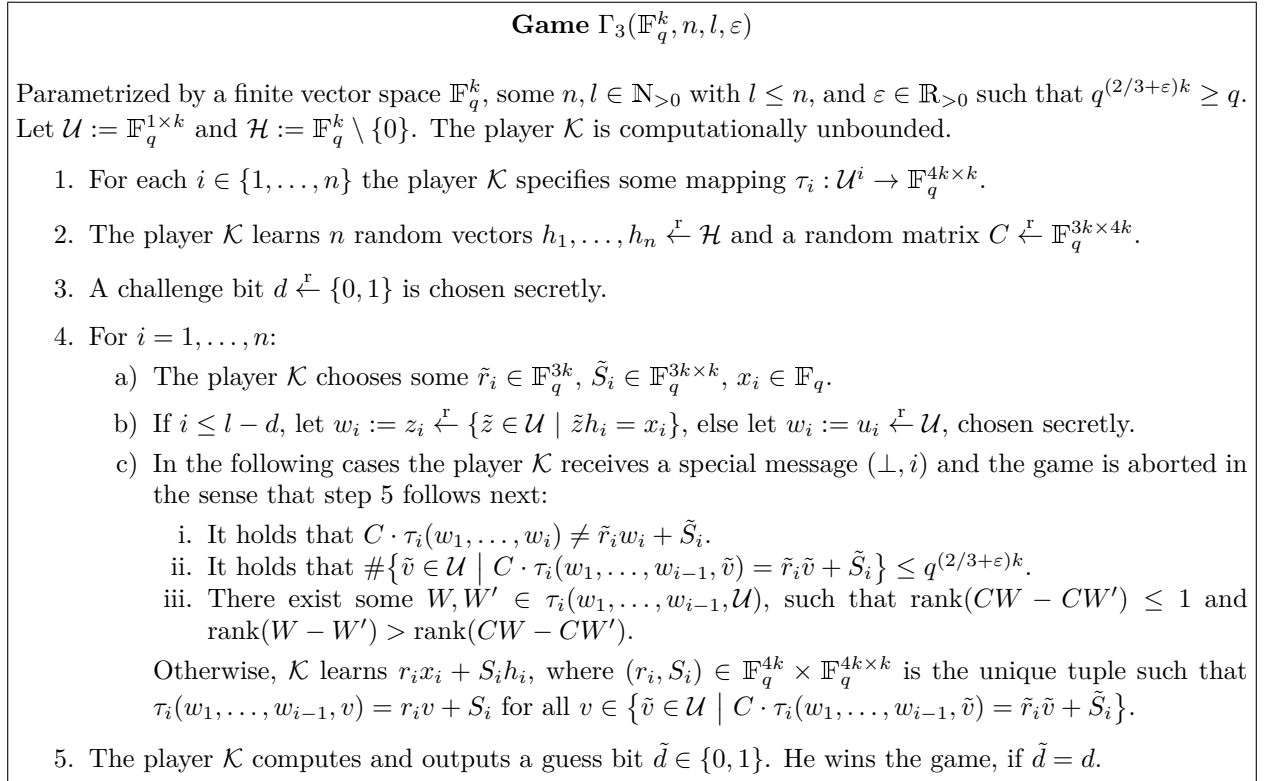 Game Γ₃(𝔽_q^k, n, l, ε)
Parametrized by a finite vector space 𝔽_q^k, some n, l ∈ ℕ_{>0} with l ≤ n, and ε ∈ ℝ_{>0} such that q^{(2/3+ε)k} ≥ q.
Let 𝒰 := 𝔽_q^{1×k} and ℋ := 𝔽_q^k \ {0}. The player 𝒦 is computationally unbounded.
1. For each i ∈ {1, . . . , n} the player 𝒦 specifies some mapping τ_i : 𝒰^i → 𝔽_q^{4k×k}.
2. The player 𝒦 learns n random vectors h_1, . . . , h_n ←^r ℋ and a random matrix C ←^r 𝔽_q^{3k×4k}.
3. A challenge bit d ←^r {0, 1} is chosen secretly.
4. For i = 1, . . . , n:
a) The player 𝒦 chooses some r̃_i ∈ 𝔽_q^{3k}, S̃_i ∈ 𝔽_q^{3k×k}, x_i ∈ 𝔽_q.
b) If i ≤ l − d, let w_i := z_i ←^r {z̃ ∈ 𝒰 | z̃h_i = x_i}, else let w_i := u_i ←^r 𝒰, chosen secretly.
c) In the following cases the player 𝒦 receives a special message (⊥, i) and the game is aborted in
the sense that step 5 follows next:
i. It holds that C · τ_i(w_1, . . . , w_i) ≠ r̃_i w_i + S̃_i.
ii. It holds that #{ṽ ∈ 𝒰 | C · τ_i(w_1, . . . , w_{i−1}, ṽ) = r̃_i ṽ + S̃_i} ≤ q^{(2/3+ε)k}.
iii. There exist some W, W′ ∈ τ_i(w_1, . . . , w_{i−1}, 𝒰), such that rank(CW − CW′) ≤ 1 and
rank(W − W′) > rank(CW − CW′).
Otherwise, 𝒦 learns r_i x_i + S_i h_i, where (r_i, S_i) ∈ 𝔽_q^{4k} × 𝔽_q^{4k×k} is the unique tuple such that
τ_i(w_1, . . . , w_{i−1}, v) = r_i v + S_i for all v ∈ {ṽ ∈ 𝒰 | C · τ_i(w_1, . . . , w_{i−1}, ṽ) = r̃_i ṽ + S̃_i}.
5. The player 𝒦 computes and outputs a guess bit d̃ ∈ {0, 1}. He wins the game, if d̃ = d.